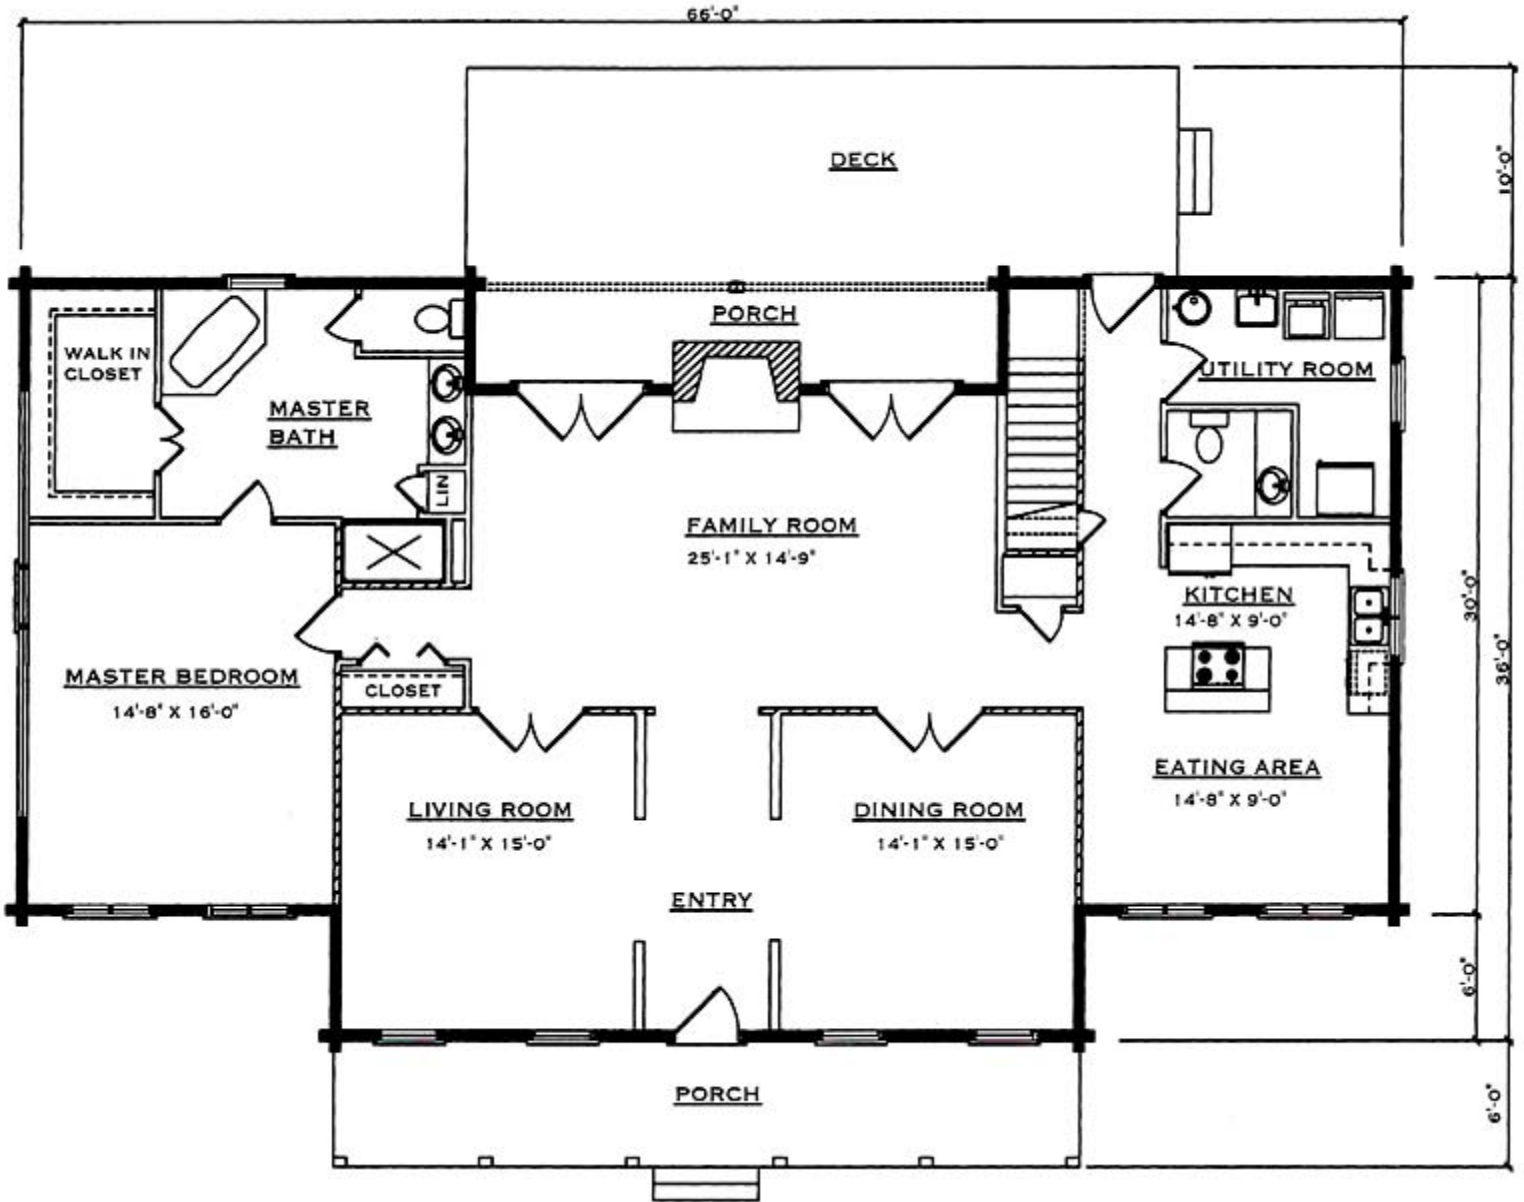 66'-0"
DECK
10'-0"
PORCH
WALK IN
CLOSET
UTILITY ROOM
MASTER
BATH
LIN
FAMILY ROOM
25'-1" X 14'-9"
KITCHEN
14'-8" X 9'-0"
30'-0"
36'-0"
MASTER BEDROOM
14'-8" X 16'-0"
CLOSET
EATING AREA
14'-8" X 9'-0"
LIVING ROOM
14'-1" X 15'-0"
DINING ROOM
14'-1" X 15'-0"
ENTRY
6'-0"
PORCH
6'-0"